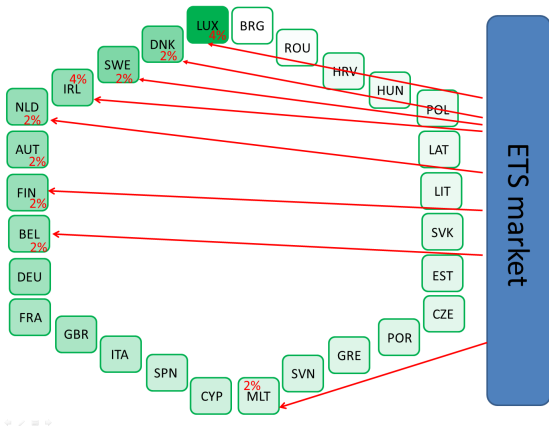 LUX
4%
BRG
DNK
2%
ROU
SWE
2%
HRV
IRL
4%
HUN
NLD
2%
POL
AUT
2%
LAT
FIN
2%
LIT
BEL
2%
SVK
DEU
EST
FRA
CZE
GBR
POR
ITA
GRE
SPN
SVN
CYP
MLT
2%
ETS market